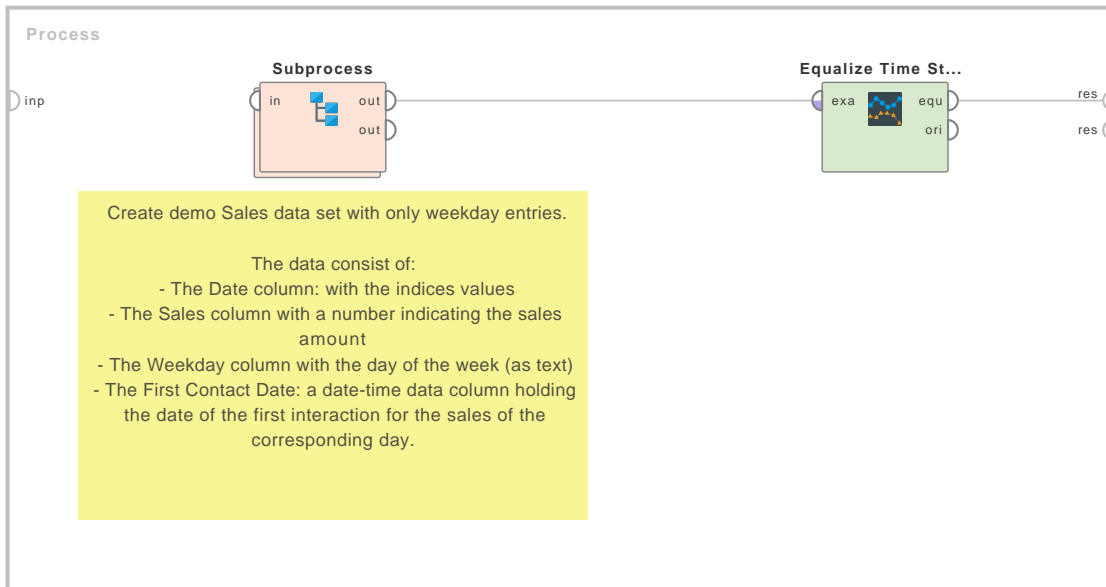 Process
Subprocess
Equalize Time St...
inp
in
out
out
exa
equ
ori
res
res
Create demo Sales data set with only weekday entries.
The data consist of:
- The Date column: with the indices values
- The Sales column with a number indicating the sales
amount
- The Weekday column with the day of the week (as text)
- The First Contact Date: a date-time data column holding
the date of the first interaction for the sales of the
corresponding day.